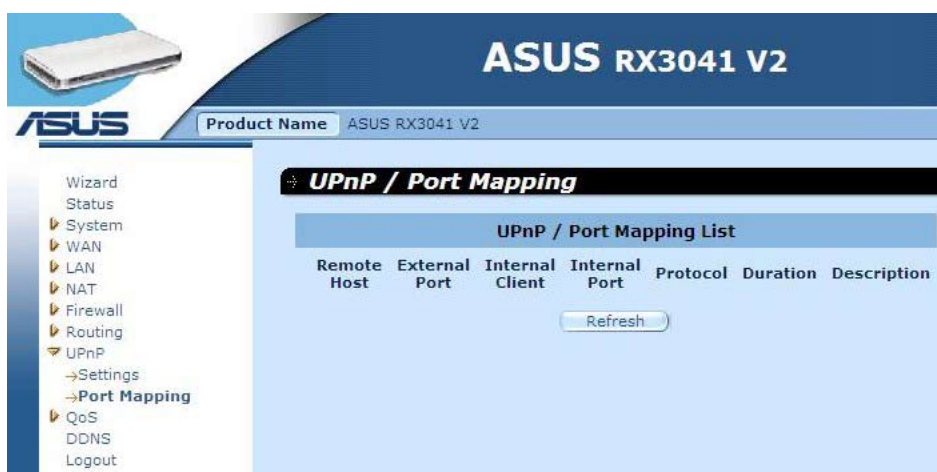 ASUS RX3041 V2
ASUS
Product Name ASUS RX3041 V2
Wizard
Status
System
WAN
LAN
NAT
Firewall
Routing
UPnP
Settings
Port Mapping
QoS
DDNS
Logout
UPnP / Port Mapping
UPnP / Port Mapping List
Remote Host External Port Internal Client Internal Port Protocol Duration Description
Refresh